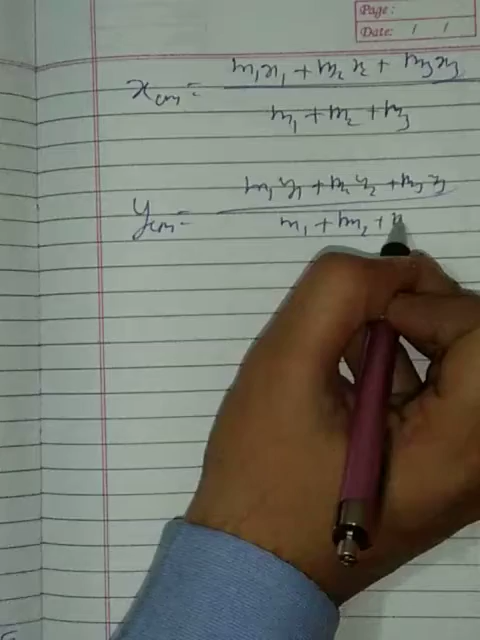 Page:
Date: / /
x_cm = (m₁x₁ + m₂x₂ + m₃x₃) / (m₁ + m₂ + m₃)
y_cm = (m₁y₁ + m₂y₂ + m₃y₃) / (m₁ + m₂ +